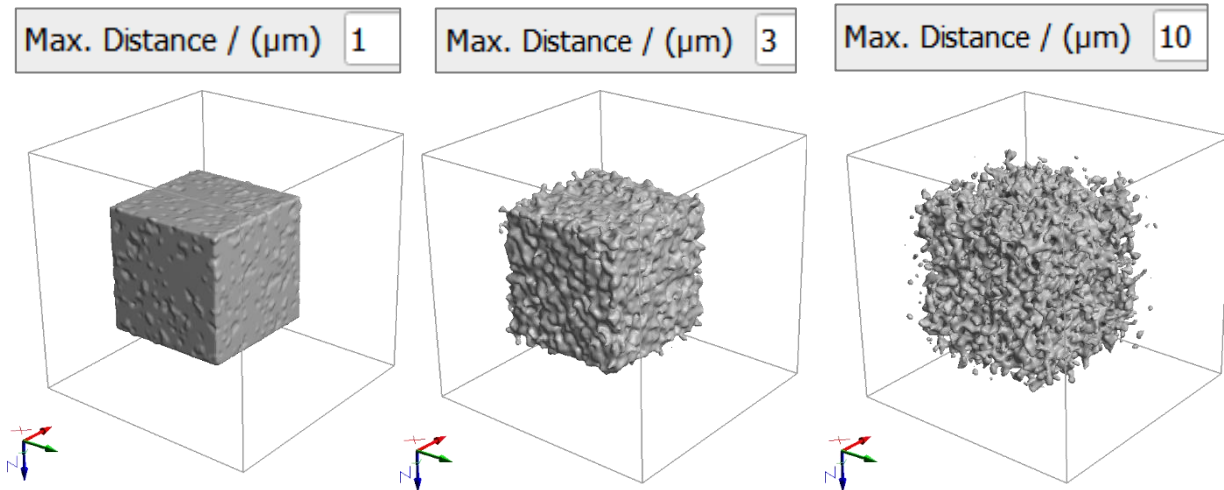 Max. Distance / (µm) 1
Max. Distance / (µm) 3
Max. Distance / (µm) 10
X
Z
X
Z
X
Z